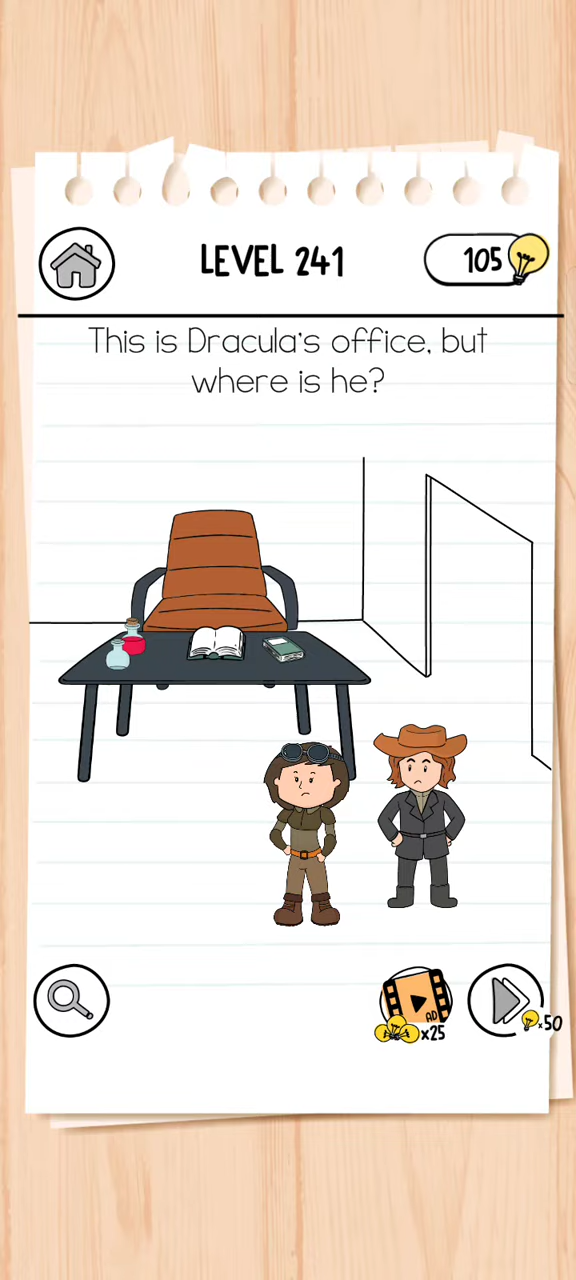 LEVEL 241
105
This is Dracula's office, but
where is he?
AD
x25
x50